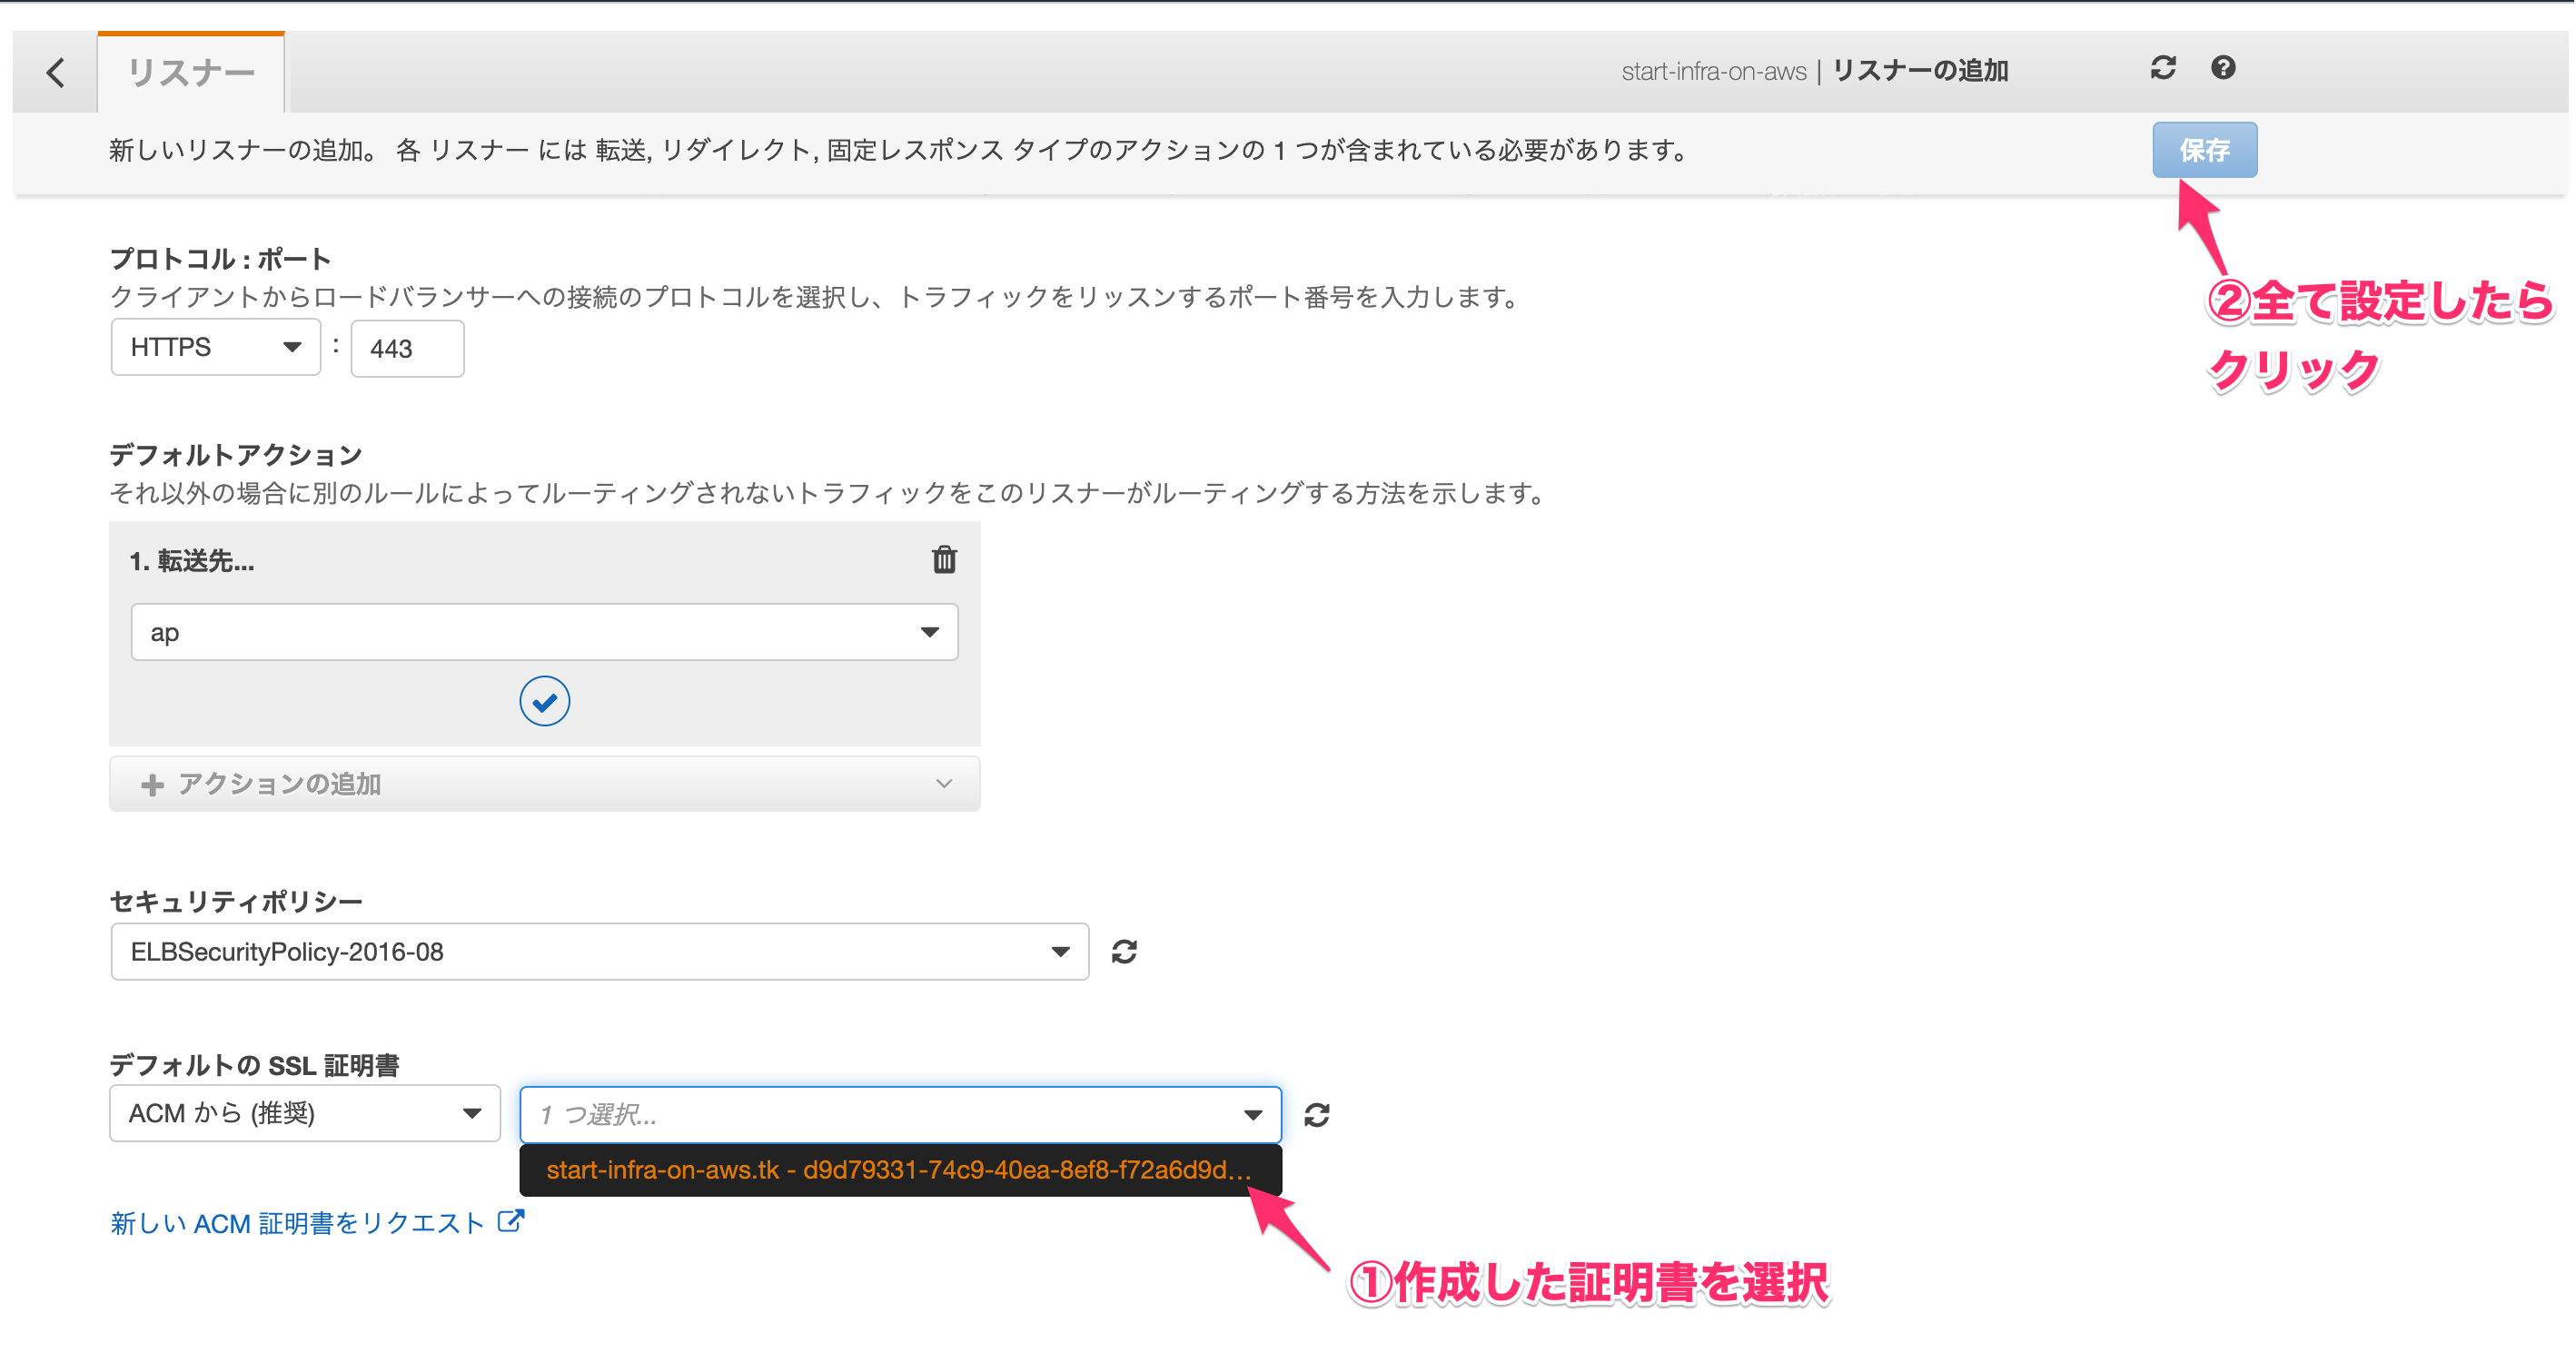 リスナー
start-infra-on-aws | リスナーの追加
新しいリスナーの追加。 各 リスナー には 転送, リダイレクト, 固定レスポンス タイプのアクションの 1 つが含まれている必要があります。
保存
②全て設定したら
クリック
プロトコル : ポート
クライアントからロードバランサーへの接続のプロトコルを選択し、トラフィックをリッスンするポート番号を入力します。
HTTPS : 443
デフォルトアクション
それ以外の場合に別のルールによってルーティングされないトラフィックをこのリスナーがルーティングする方法を示します。
1. 転送先...
ap
アクションの追加
セキュリティポリシー
ELBSecurityPolicy-2016-08
デフォルトの SSL 証明書
ACM から (推奨)
1 つ選択...
start-infra-on-aws.tk - d9d79331-74c9-40ea-8ef8-f72a6d9d...
新しい ACM 証明書をリクエスト
①作成した証明書を選択